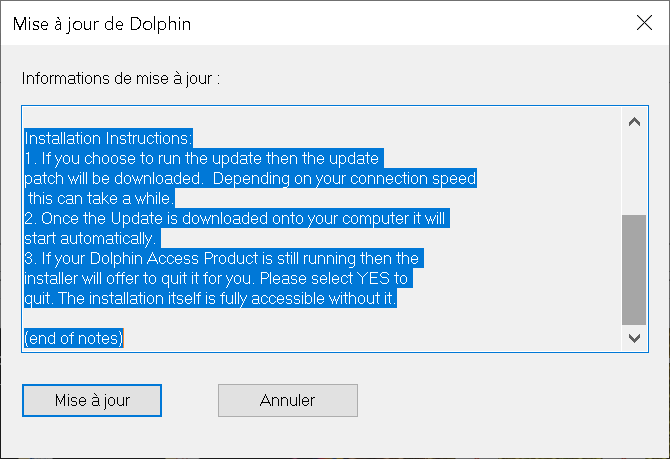 Mise à jour de Dolphin
Informations de mise à jour :
Installation Instructions:
1. If you choose to run the update then the update
patch will be downloaded.  Depending on your connection speed
this can take a while.
2. Once the Update is downloaded onto your computer it will
start automatically.
3. If your Dolphin Access Product is still running then the
installer will offer to quit it for you. Please select YES to
quit. The installation itself is fully accessible without it.
(end of notes)
Mise à jour
Annuler